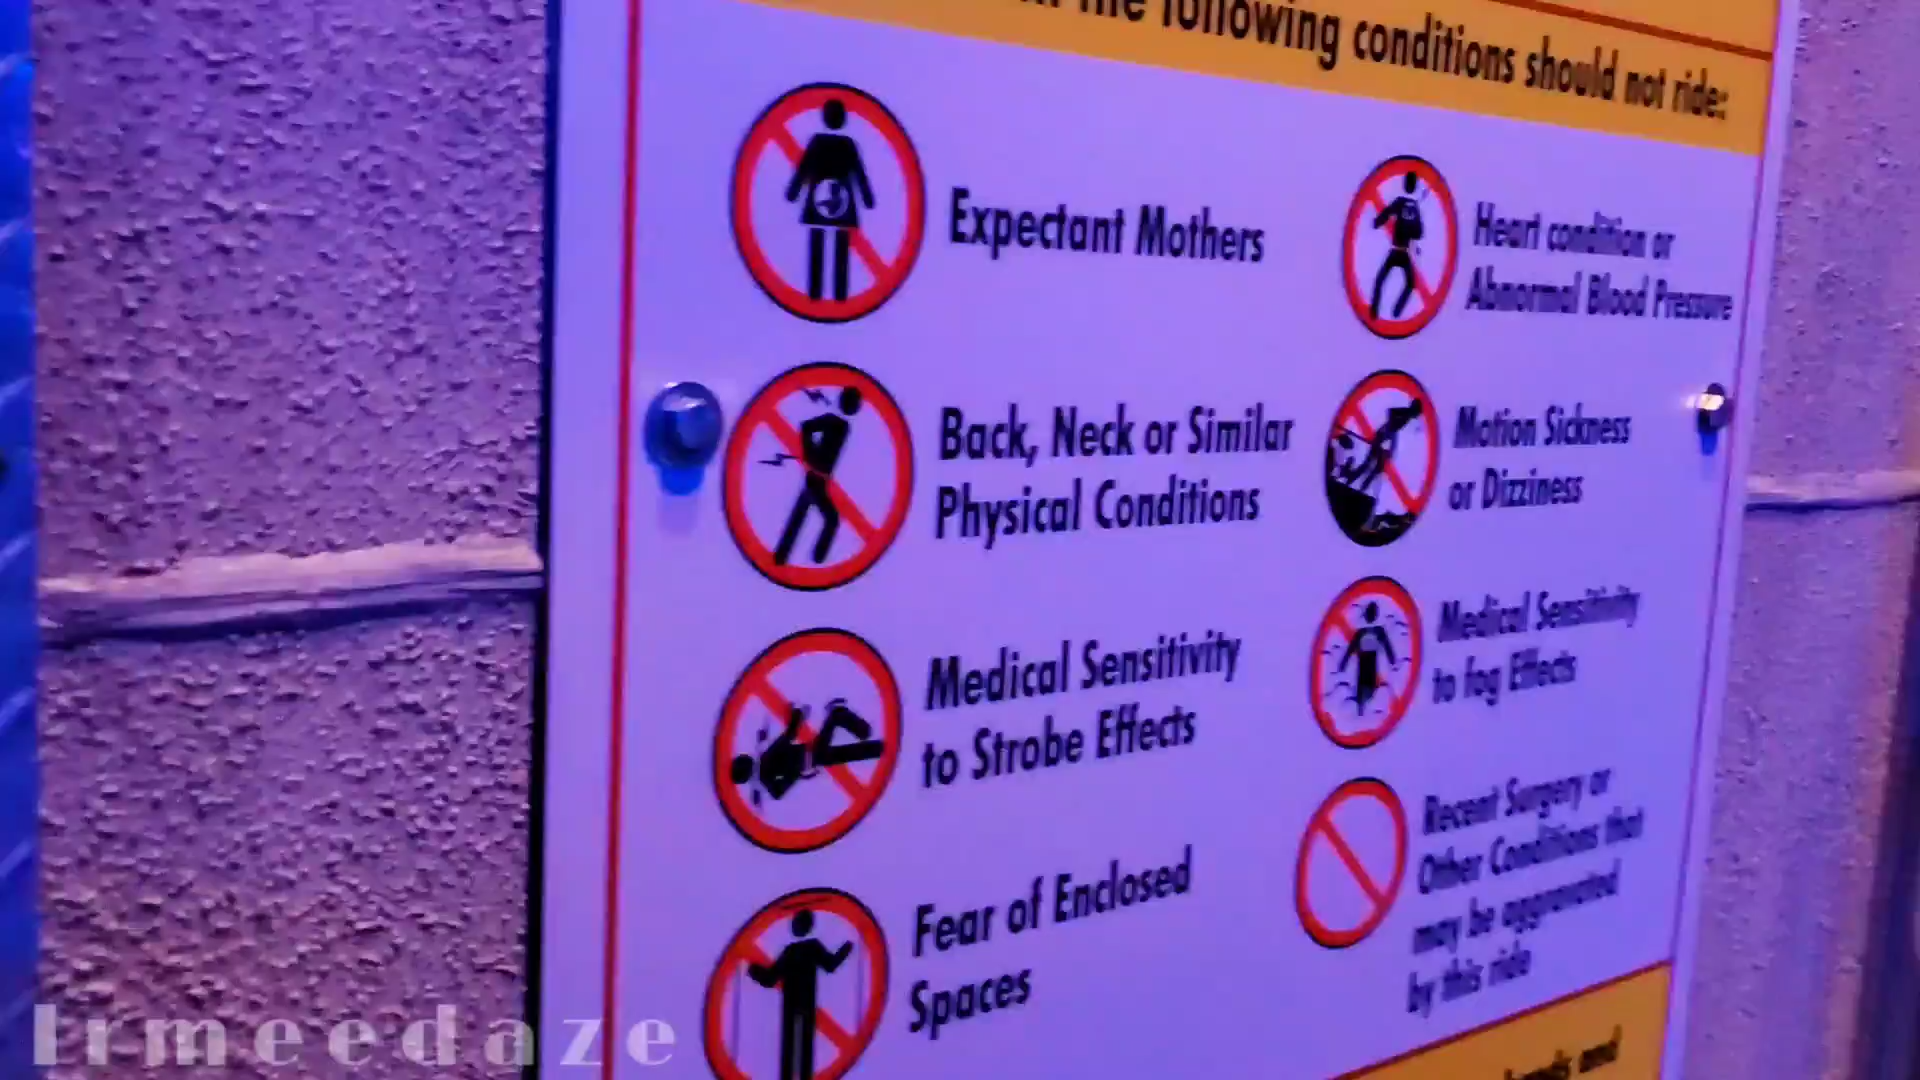 the following conditions should not ride:
Expectant Mothers
Heart condition or
Abnormal Blood Pressure
Back, Neck or Similar
Physical Conditions
Motion Sickness
or Dizziness
Medical Sensitivity
to Strobe Effects
Medical Sensitivity
to fog Effects
Fear of Enclosed
Spaces
Recent Surgery or
Other Conditions that
may be aggravated
by this ride
and
Irmeedaze